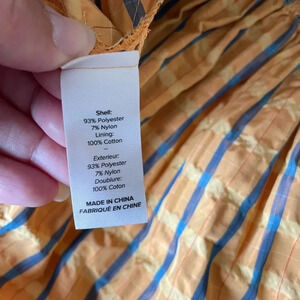 Shell:
93% Polyester
7% Nylon
Lining:
100% Cotton
–
Exterieur:
93% Polyester
7% Nylon
Doublure:
100% Coton
MADE IN CHINA
FABRIQUÉ EN CHINE